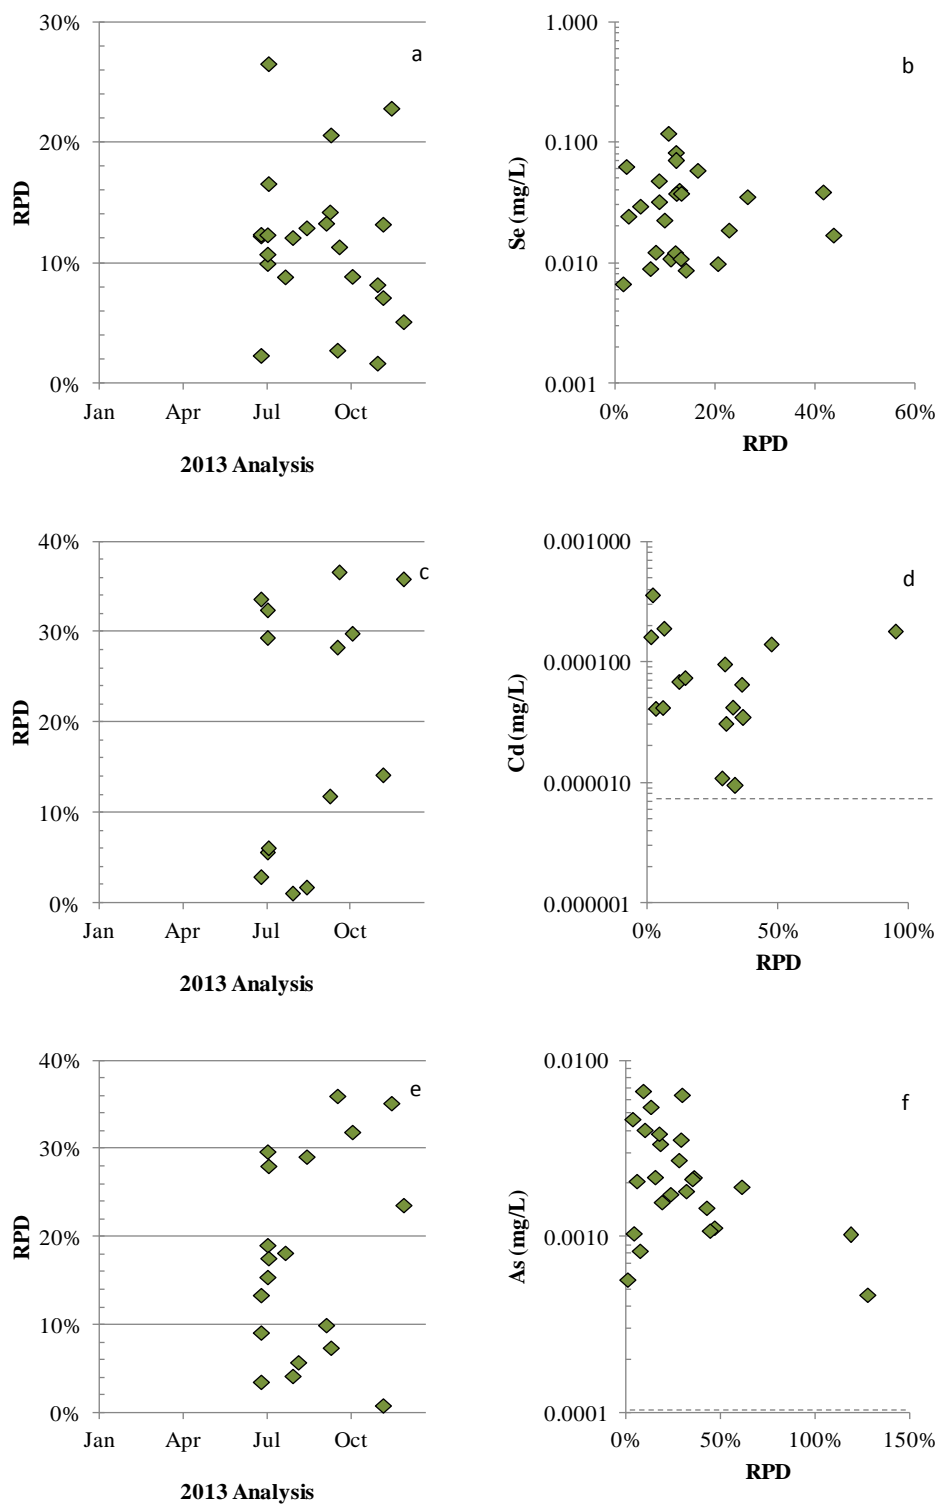 a
30%
20%
10%
0%
RPD
Jan Apr Jul Oct
2013 Analysis
b
1.000
0.100
0.010
0.001
Se (mg/L)
0% 20% 40% 60%
RPD
c
40%
30%
20%
10%
0%
RPD
Jan Apr Jul Oct
2013 Analysis
d
0.001000
0.000100
0.000010
0.000001
Cd (mg/L)
0% 50% 100%
RPD
e
40%
30%
20%
10%
0%
RPD
Jan Apr Jul Oct
2013 Analysis
f
0.0100
0.0010
0.0001
As (mg/L)
0% 50% 100% 150%
RPD